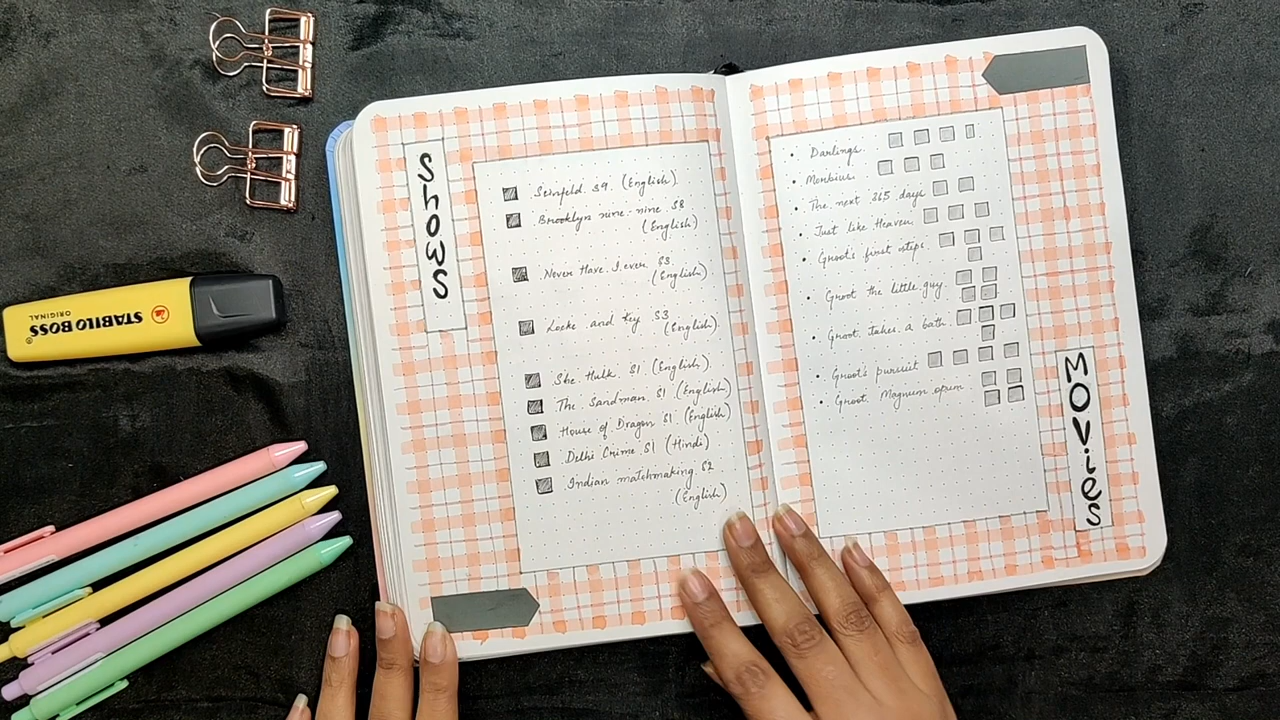 Shows
Seinfeld S9. (English)
Brooklyn nine-nine S8
(English)
Never Have I ever S3.
(English)
Locke and Key S3
(English).
She Hulk. S1. (English).
The Sandman. S1. (English)
House of Dragon S1. (English)
Delhi Crime. S1 (Hindi)
Indian matchmaking. S2
(English)
Darlings.
Morbius.
The next 365 days
Just like Heaven.
Groot's first steps.
Groot the little guy.
Groot takes a bath.
Groot's pursuit
Groot. Magnum opum.
MOVies
STABILO BOSS
ORIGINAL